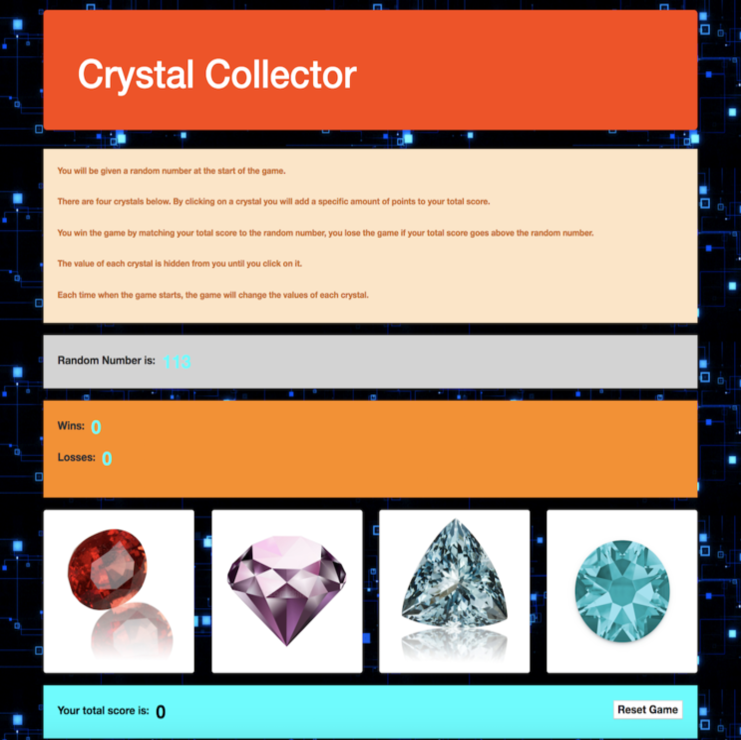 Crystal Collector
You will be given a random number at the start of the game.
There are four crystals below. By clicking on a crystal you will add a specific amount of points to your total score.
You win the game by matching your total score to the random number, you lose the game if your total score goes above the random number.
The value of each crystal is hidden from you until you click on it.
Each time when the game starts, the game will change the values of each crystal.
Random Number is: 113
Wins: 0
Losses: 0
Your total score is: 0 Reset Game